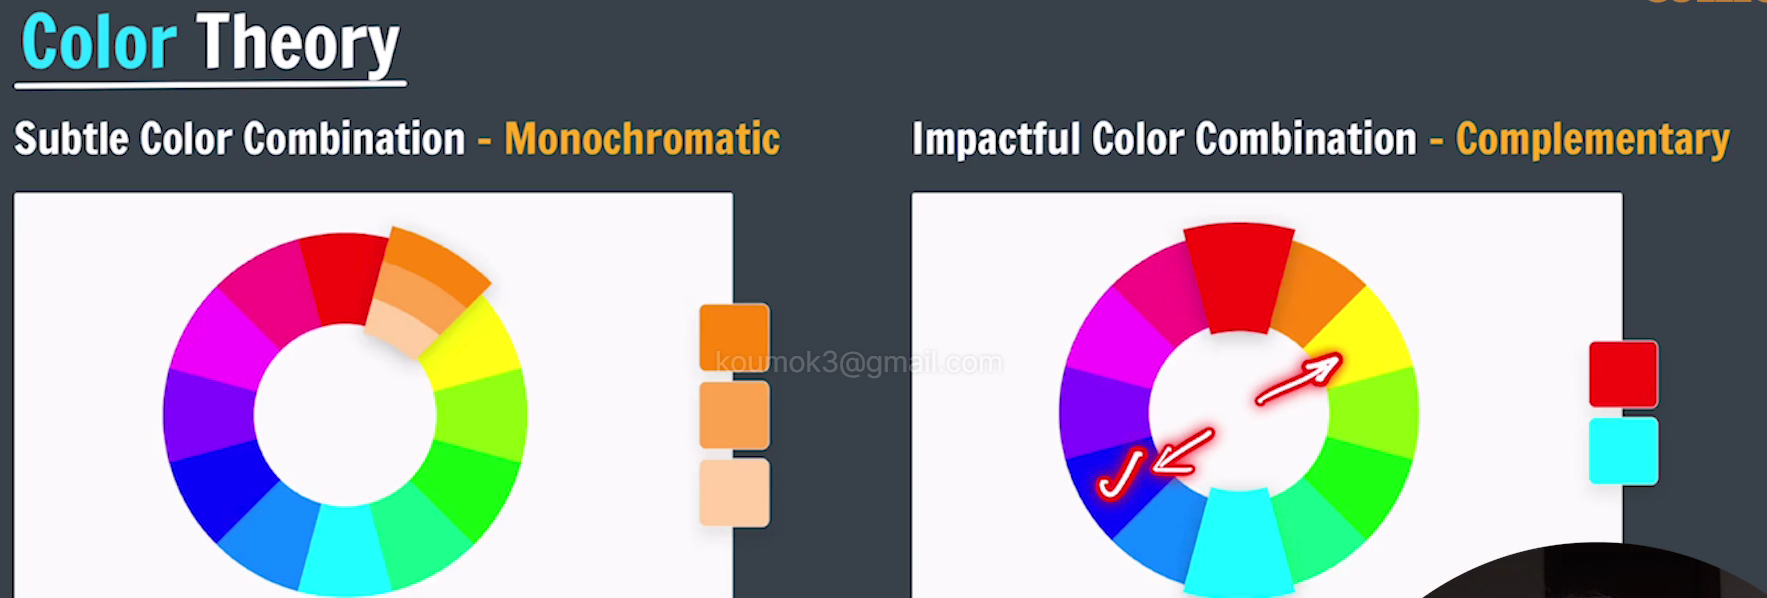 Color Theory
Subtle Color Combination - Monochromatic
Impactful Color Combination - Complementary
koumok3@gmail.com